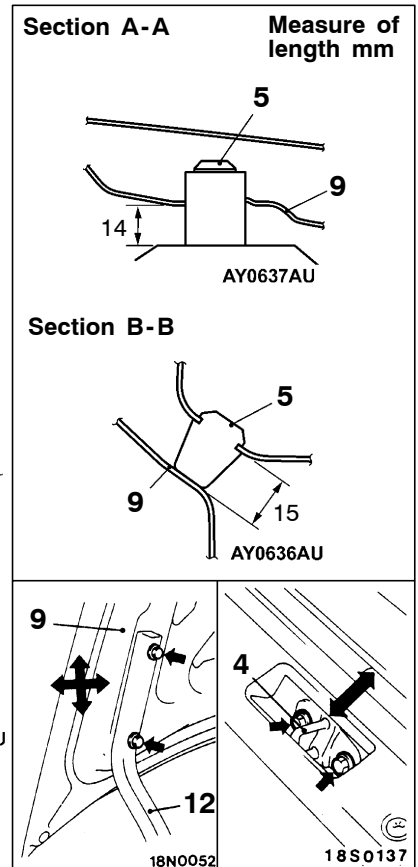 Section A-A
Measure of
length mm
5
9
14
AY0637AU
Section B-B
5
9
15
AY0636AU
9
12
18N0052
4
18S0137
U